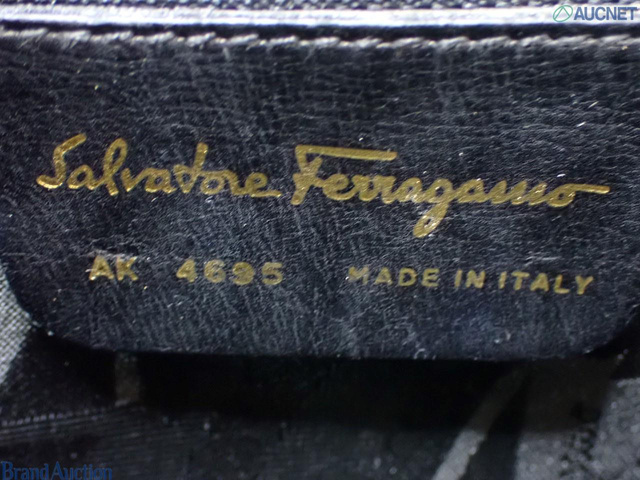 AUCNET
Salvatore Ferragamo
AK 4695 MADE IN ITALY
Brand Auction